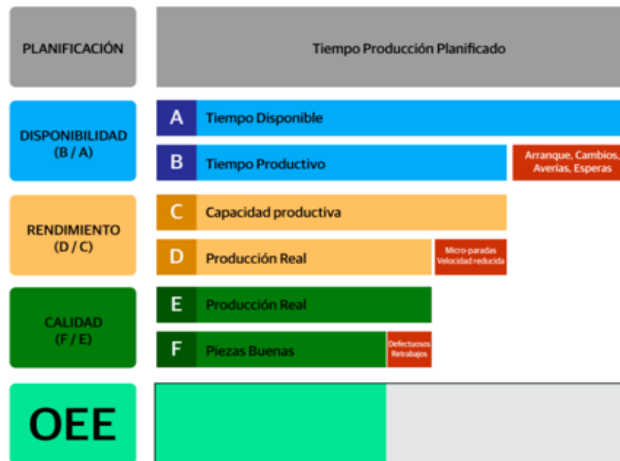 PLANIFICACIÓN
Tiempo Producción Planificado
DISPONIBILIDAD
(B / A)
A Tiempo Disponible
B Tiempo Productivo
Arranque, Cambios,
Averías, Esperas
RENDIMIENTO
(D / C)
C Capacidad productiva
D Producción Real
Micro-paradas
Velocidad reducida
CALIDAD
(F / E)
E Producción Real
F Piezas Buenas
Defectuosos
Retrabajos
OEE